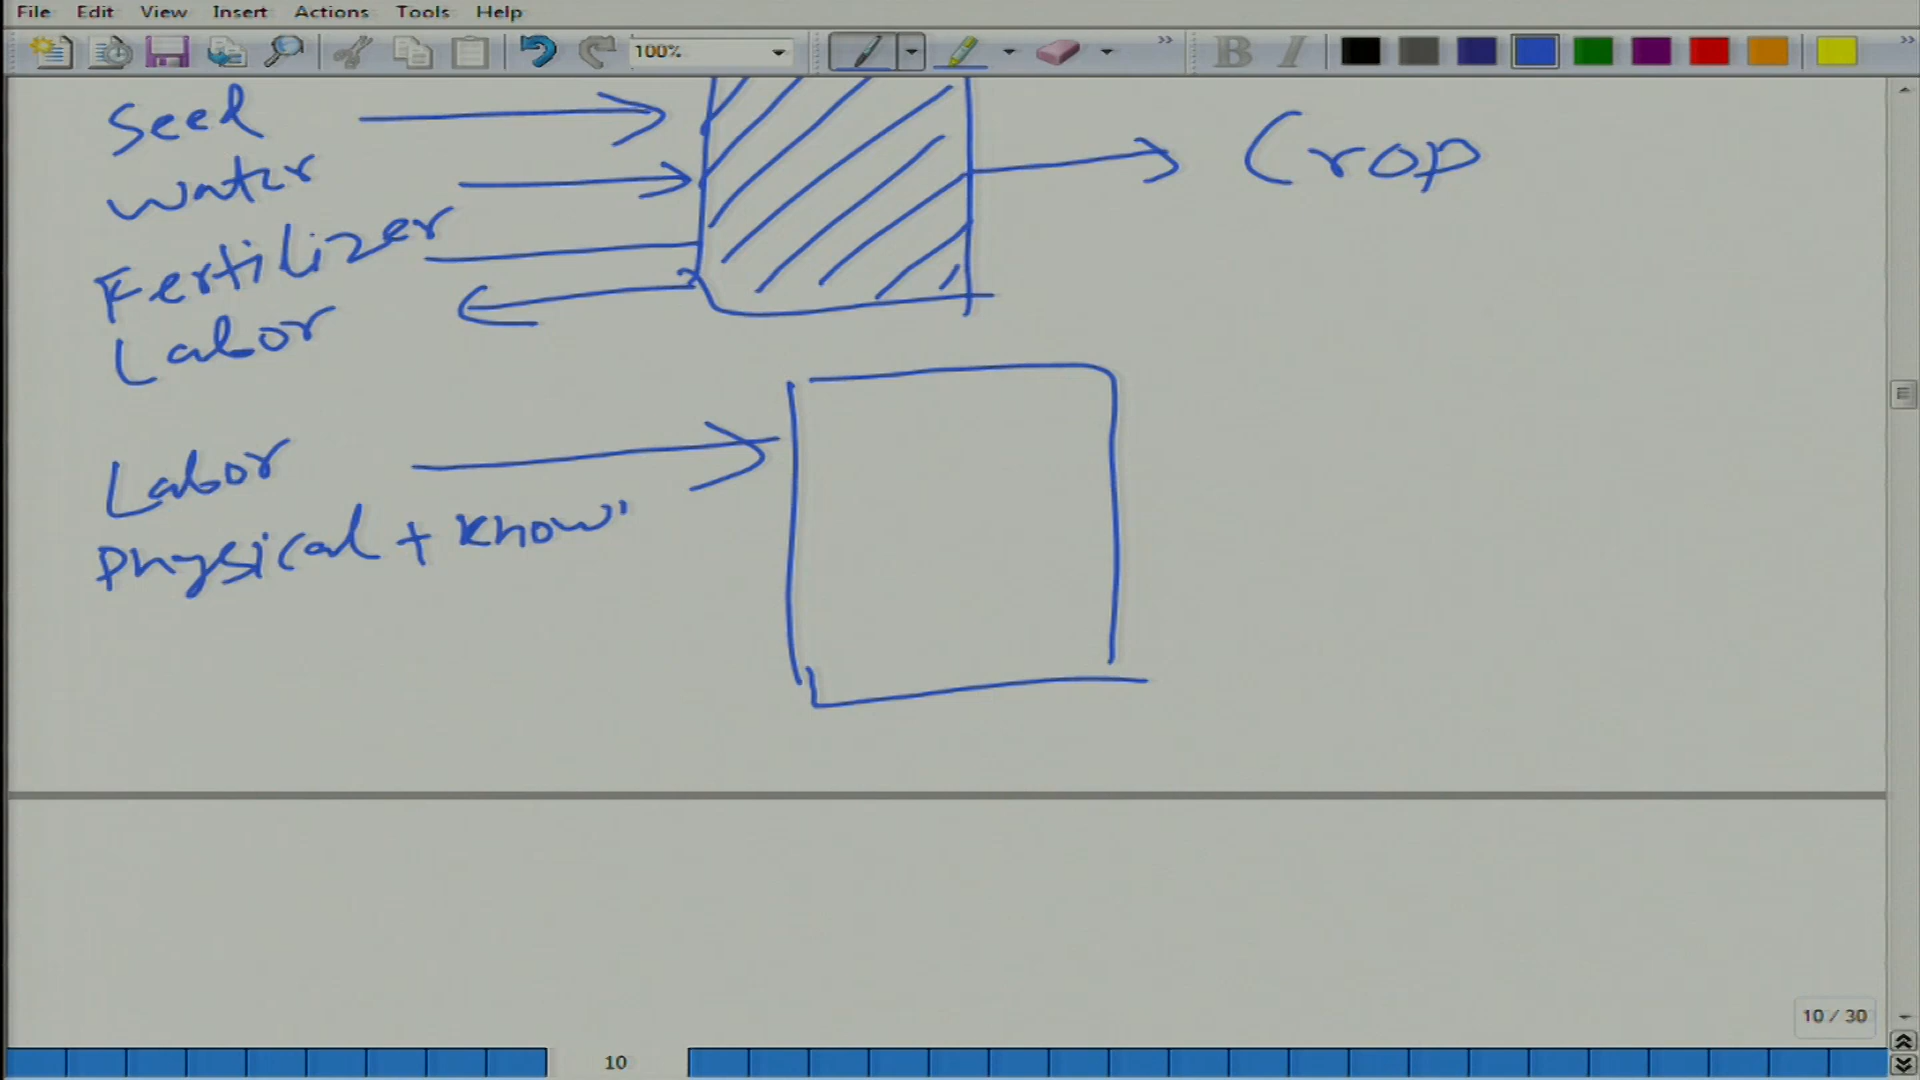 File Edit View Insert Actions Tools Help
100%
B I
Seed
Water
Fertilizer
Labor
Crop
Labor
Physical + Know
10 / 30
10